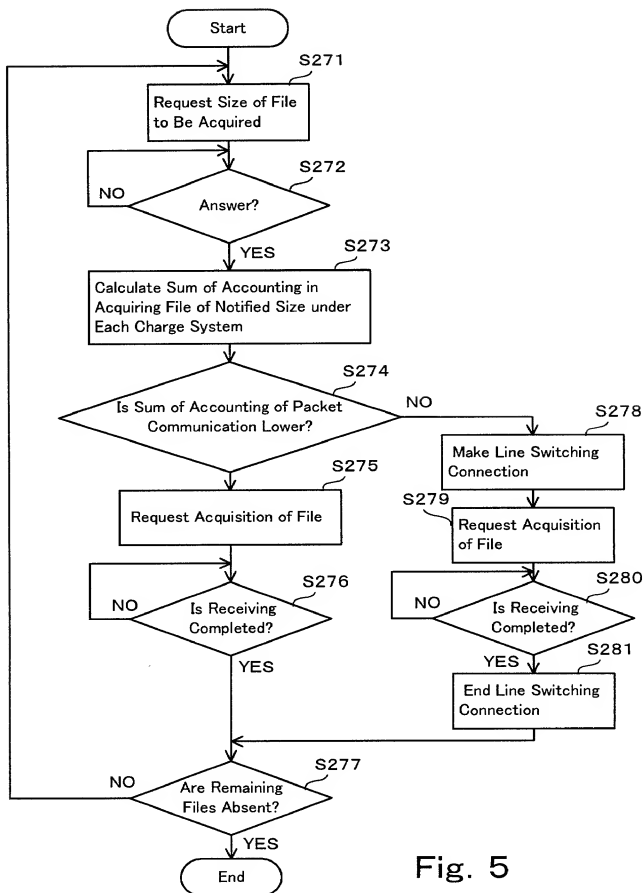 Start
S271
Request Size of File
to Be Acquired
S272
NO
Answer?
YES
S273
Calculate Sum of Accounting in
Acquiring File of Notified Size under
Each Charge System
S274
Is Sum of Accounting of Packet
Communication Lower?
NO
S278
Make Line Switching
Connection
S275
Request Acquisition of File
S279
Request Acquisition
of File
S276
NO
Is Receiving
Completed?
YES
S280
NO
Is Receiving
Completed?
YES
S281
End Line Switching
Connection
S277
NO
Are Remaining
Files Absent?
YES
End
Fig. 5